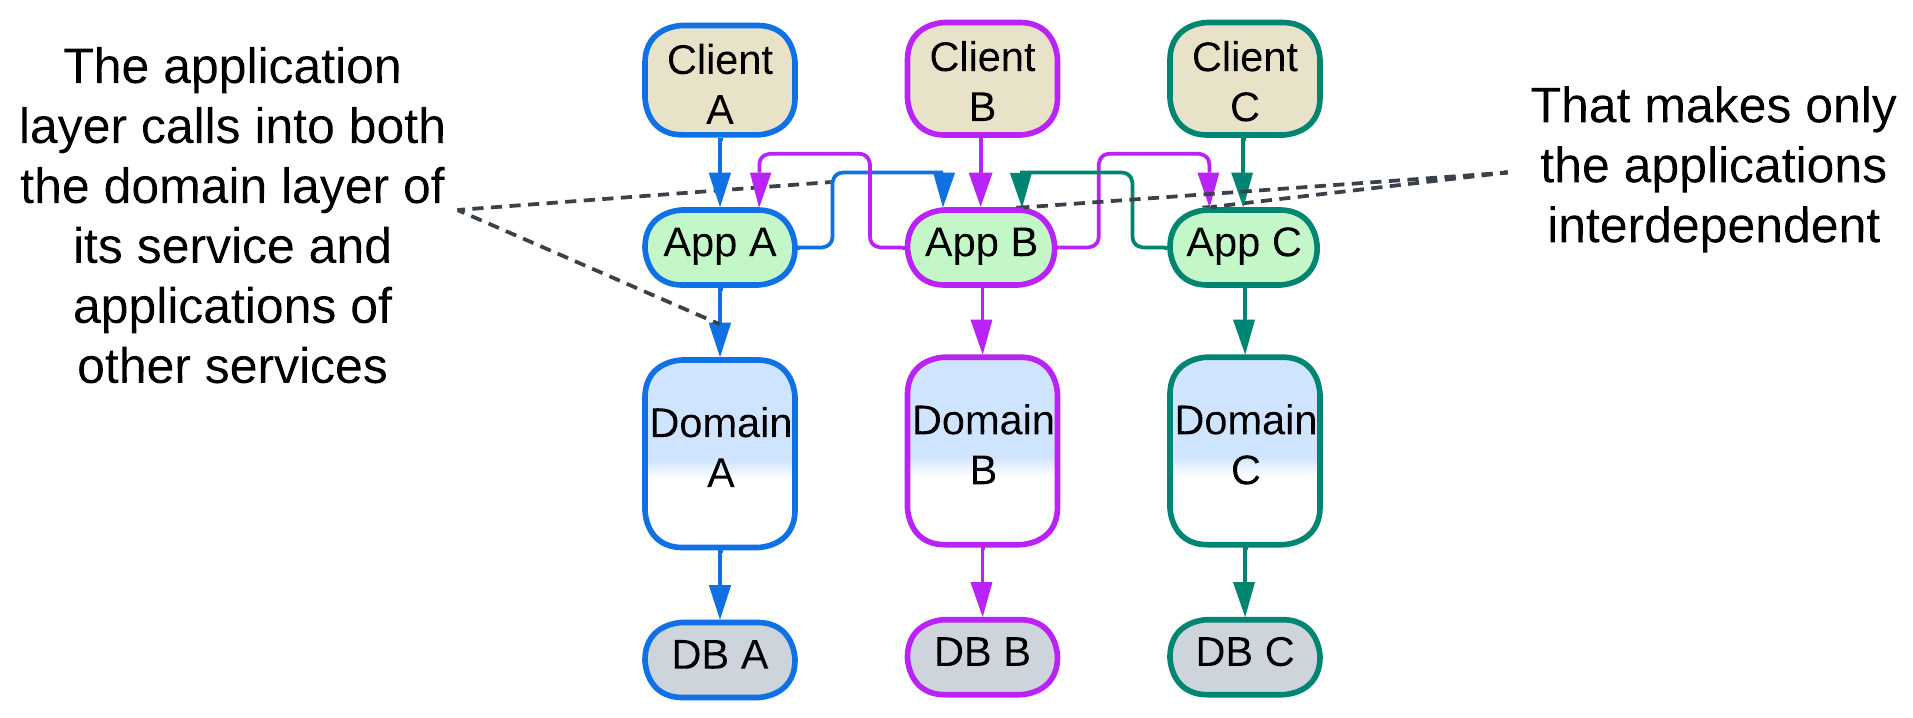 The application
layer calls into both
the domain layer of
its service and
applications of
other services
Client
A
Client
B
Client
C
That makes only
the applications
interdependent
App A
App B
App C
Domain
A
Domain
B
Domain
C
DB A
DB B
DB C